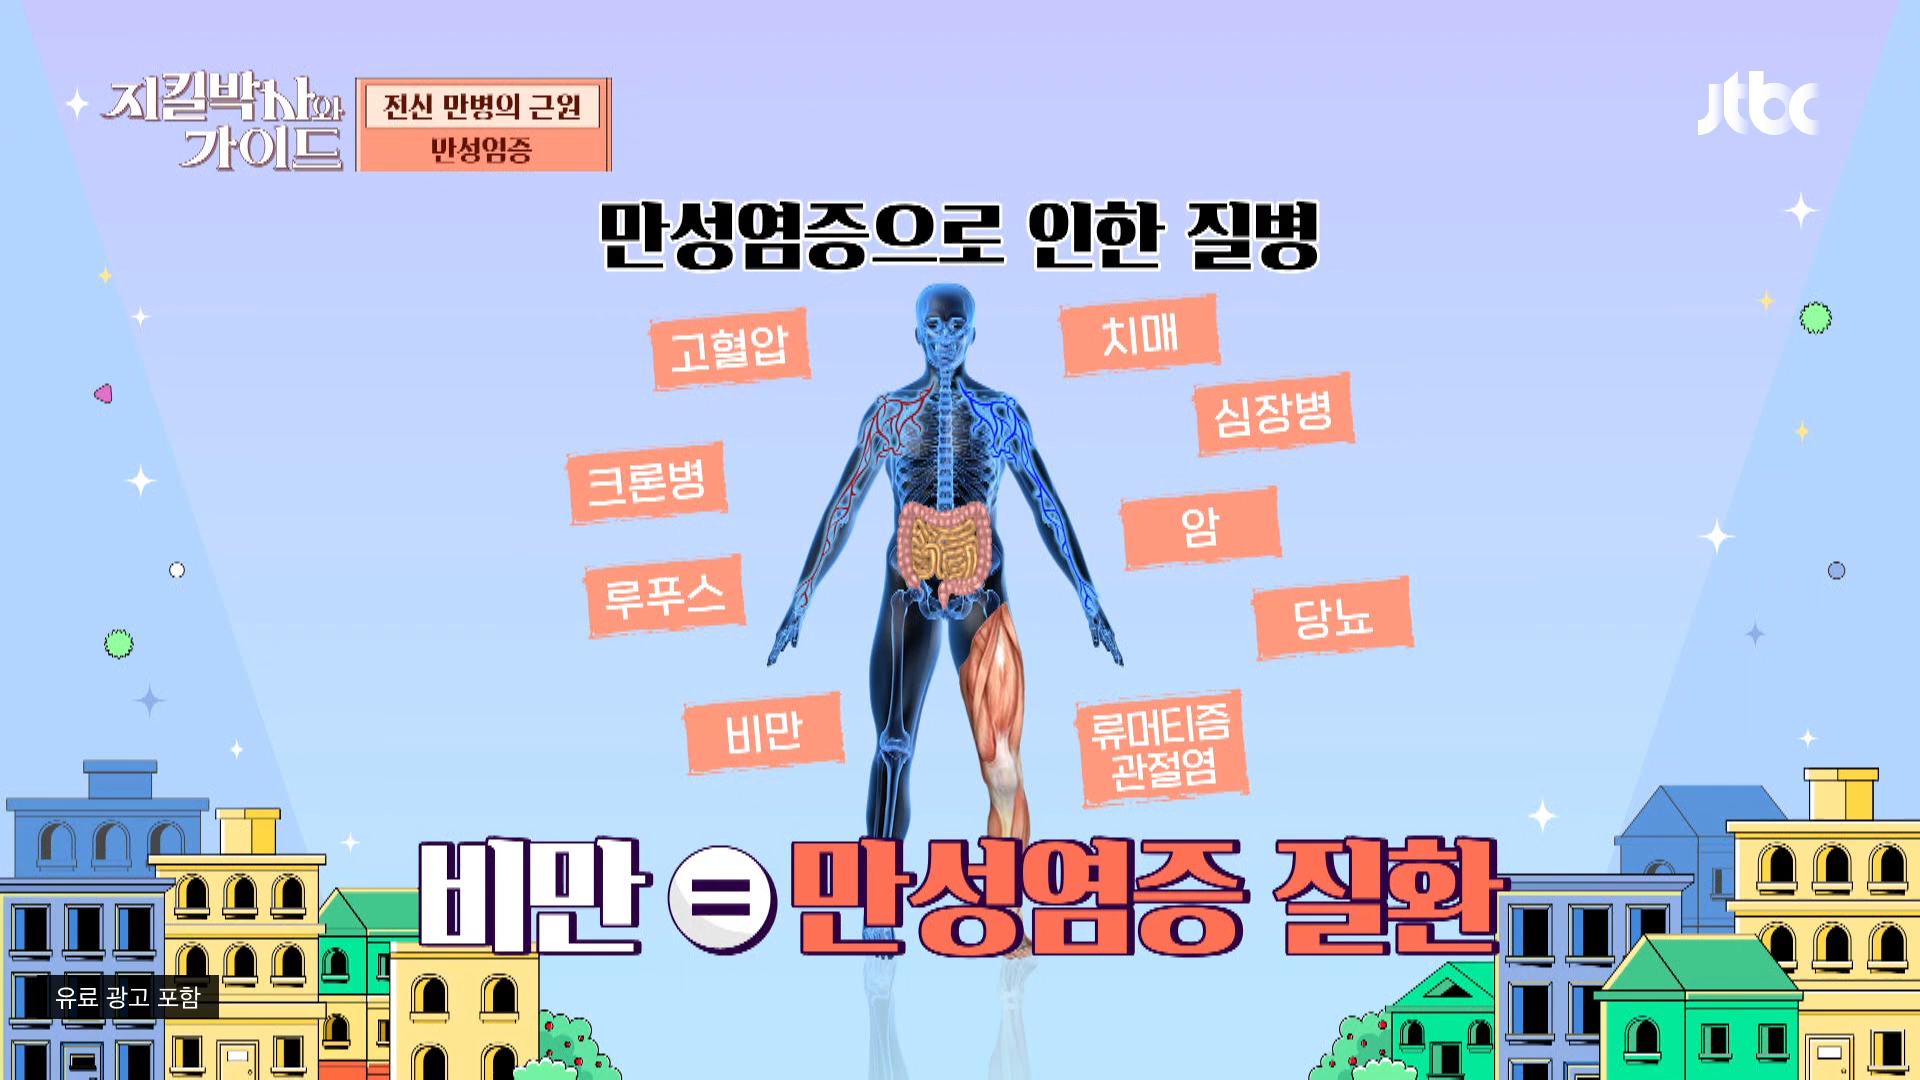 지킬박사와
가이드
전신 만병의 근원
만성염증
jtbc
만성염증으로 인한 질병
고혈압
치매
심장병
크론병
암
루푸스
당뇨
비만
류머티즘
관절염
비만 = 만성염증 질환
유료 광고 포함